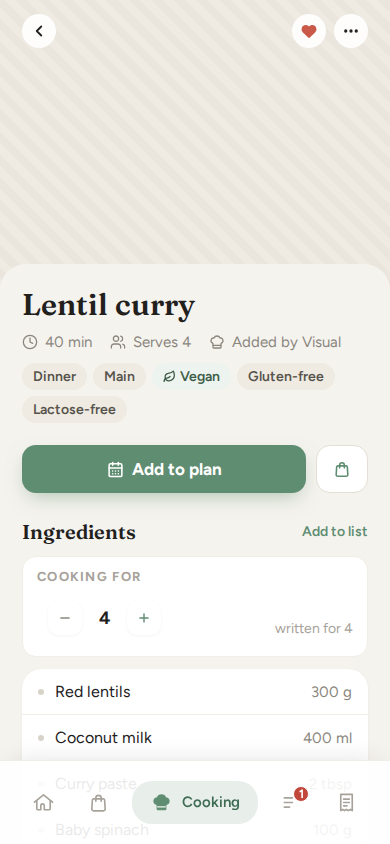 Lentil curry
40 min Serves 4 Added by Visual
Dinner Main Vegan Gluten-free
Lactose-free
Add to plan
Ingredients Add to list
COOKING FOR
− 4 +
written for 4
Red lentils 300 g
Coconut milk 400 ml
Curry paste 2 tbsp
Cooking 1
Baby spinach 100 g